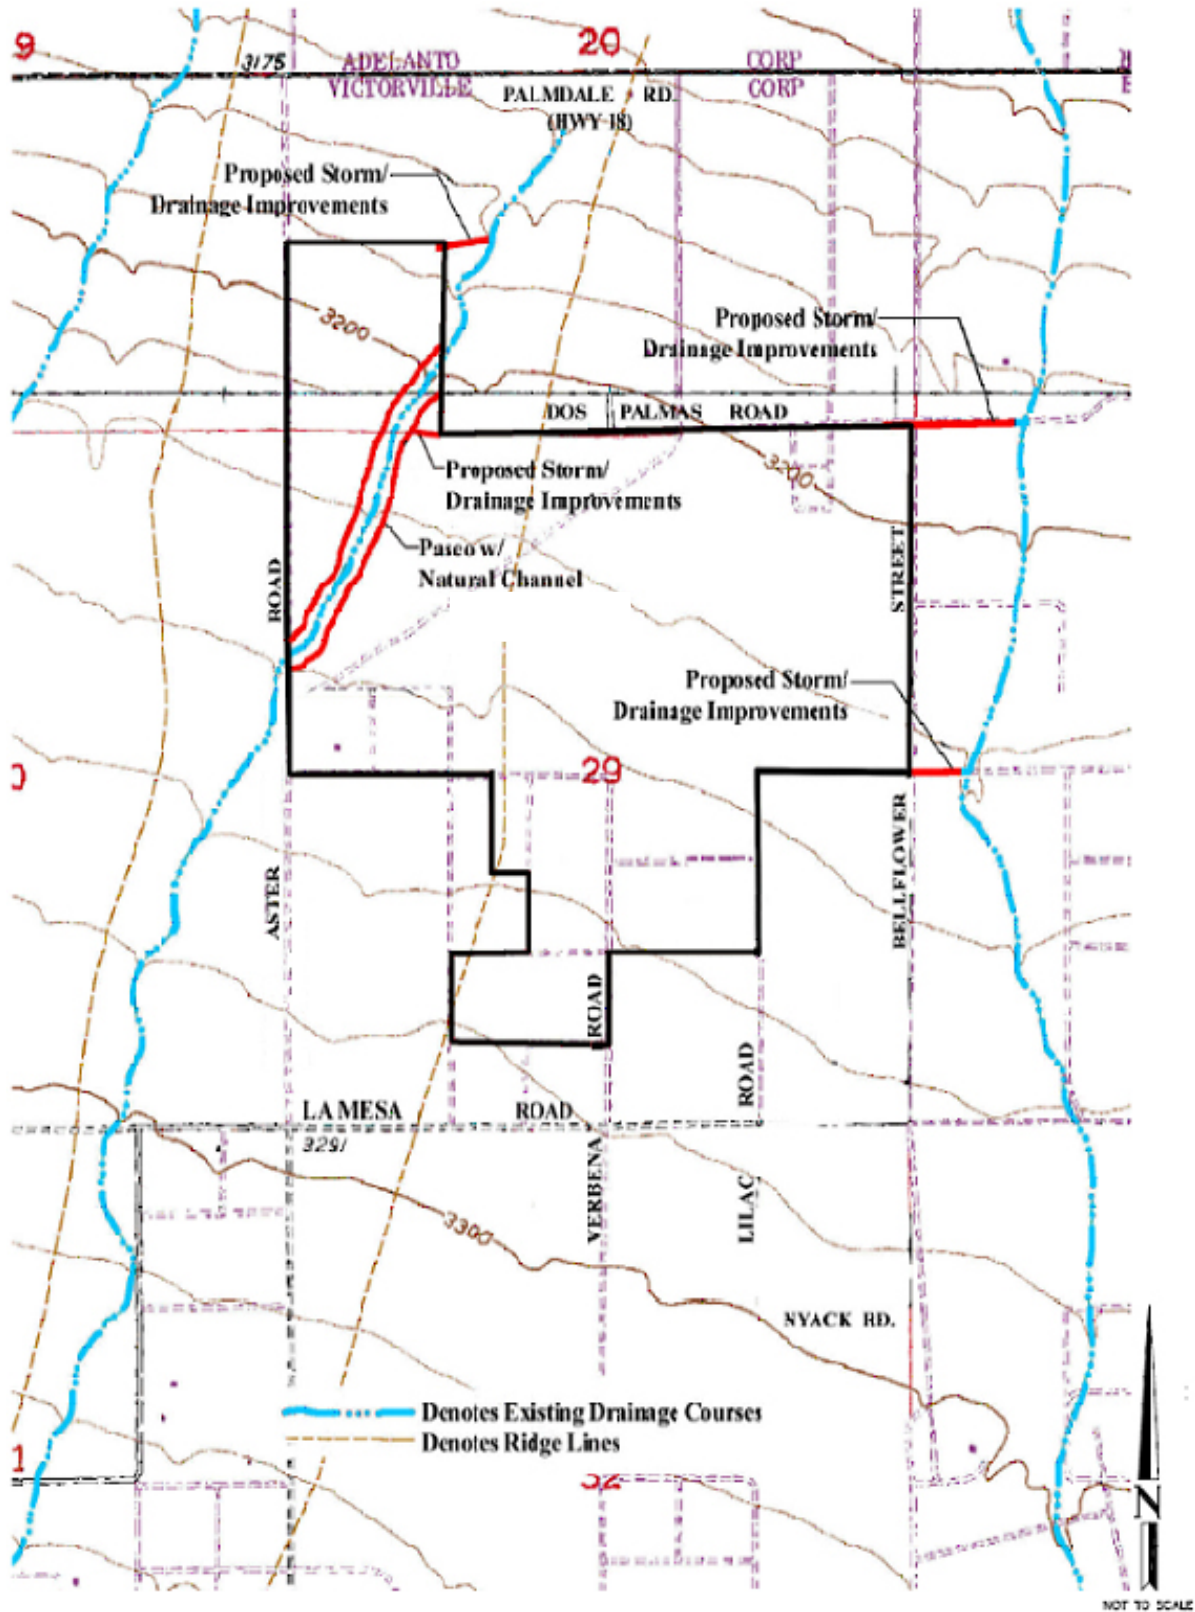 9
20
3175
ADELANTO
CORP
VICTORVILLE
CORP
PALMDALE RD.
(HWY 18)
Proposed Storm/
Drainage Improvements
3200
Proposed Storm/
Drainage Improvements
DOS PALMAS ROAD
3200
Proposed Storm/
Drainage Improvements
Paseo w/
Natural Channel
ROAD
STREET
Proposed Storm/
Drainage Improvements
29
ASTER
BELLFLOWER
ROAD
ROAD
LA MESA ROAD
3291
VERBENA
LILAC
3300
NYACK RD.
Denotes Existing Drainage Courses
Denotes Ridge Lines
1
32
N
NOT TO SCALE